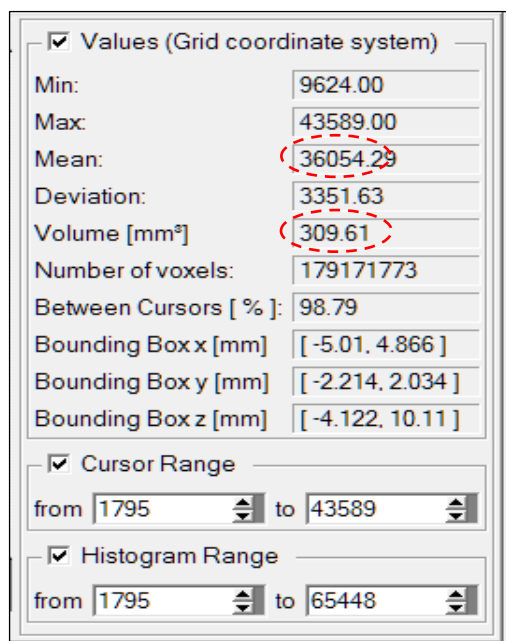 Values (Grid coordinate system)
Min: 9624.00
Max: 43589.00
Mean: 36054.29
Deviation: 3351.63
Volume [mm³] 309.61
Number of voxels: 179171773
Between Cursors [ % ]: 98.79
Bounding Box x [mm] [ -5.01, 4.866 ]
Bounding Box y [mm] [ -2.214, 2.034 ]
Bounding Box z [mm] [ -4.122, 10.11 ]
Cursor Range
from 1795 to 43589
Histogram Range
from 1795 to 65448